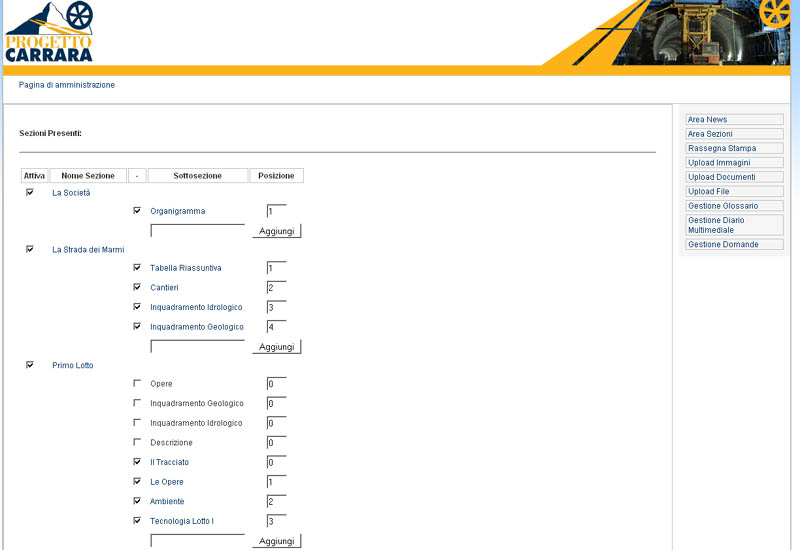 PROGETTO
CARRARA
Pagina di amministrazione
Sezioni Presenti:
Attiva Nome Sezione - Sottosezione Posizione
La Societá
Organigramma 1
Aggiungi
La Strada dei Marmi
Tabella Riassuntiva 1
Cantieri 2
Inquadramento Idrologico 3
Inquadramento Geologico 4
Aggiungi
Primo Lotto
Opere 0
Inquadramento Geologico 0
Inquadramento Idrologico 0
Descrizione 0
Il Tracciato 0
Le Opere 1
Ambiente 2
Tecnologia Lotto I 3
Aggiungi
Area News
Area Sezioni
Rassegna Stampa
Upload Immagini
Upload Documenti
Upload File
Gestione Glossario
Gestione Diario
Multimediale
Gestione Domande